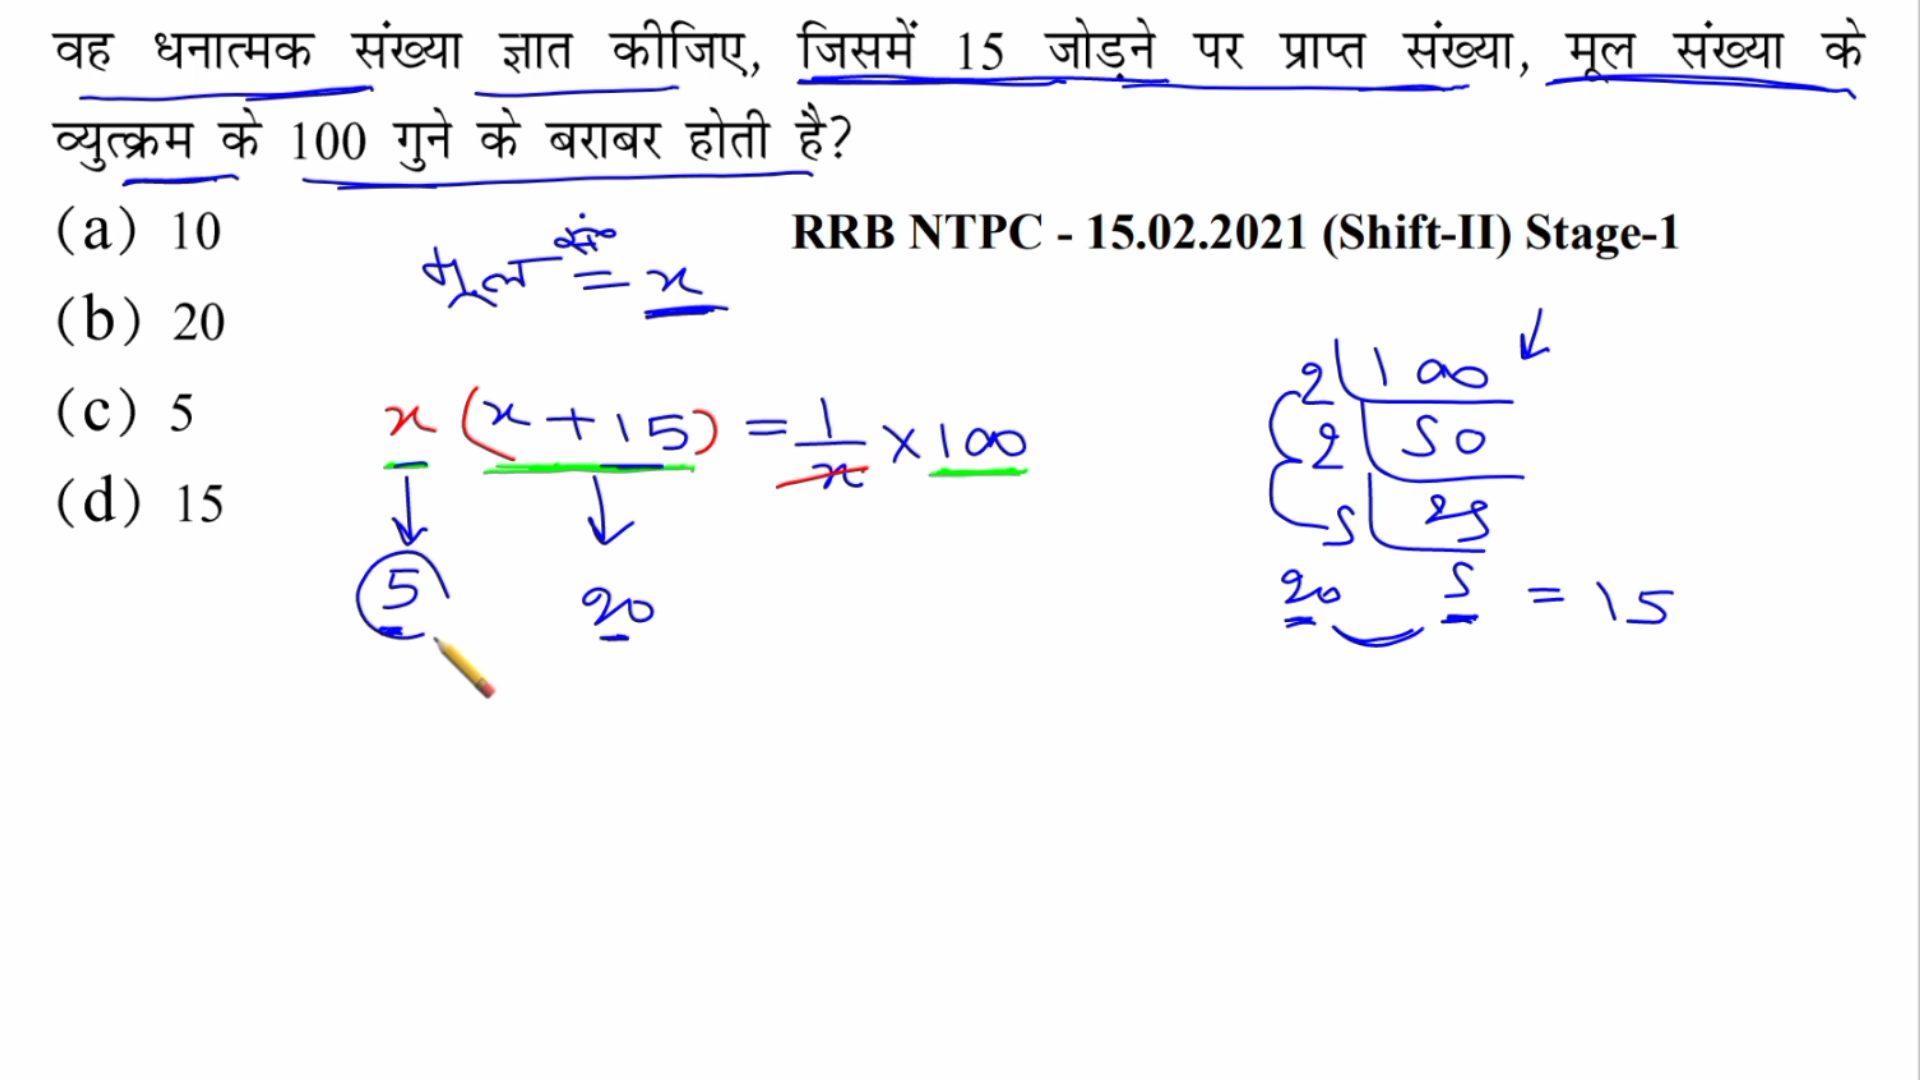 वह धनात्मक संख्या ज्ञात कीजिए, जिसमें 15 जोड़ने पर प्राप्त संख्या, मूल संख्या के
व्युत्क्रम के 100 गुने के बराबर होती है?
(a) 10
RRB NTPC - 15.02.2021 (Shift-II) Stage-1
मूल सं० = x
(b) 20
(c) 5
(d) 15
x (x + 15) = 1/x × 100
5 20
2 100
2 50
5 25
20 5 = 15